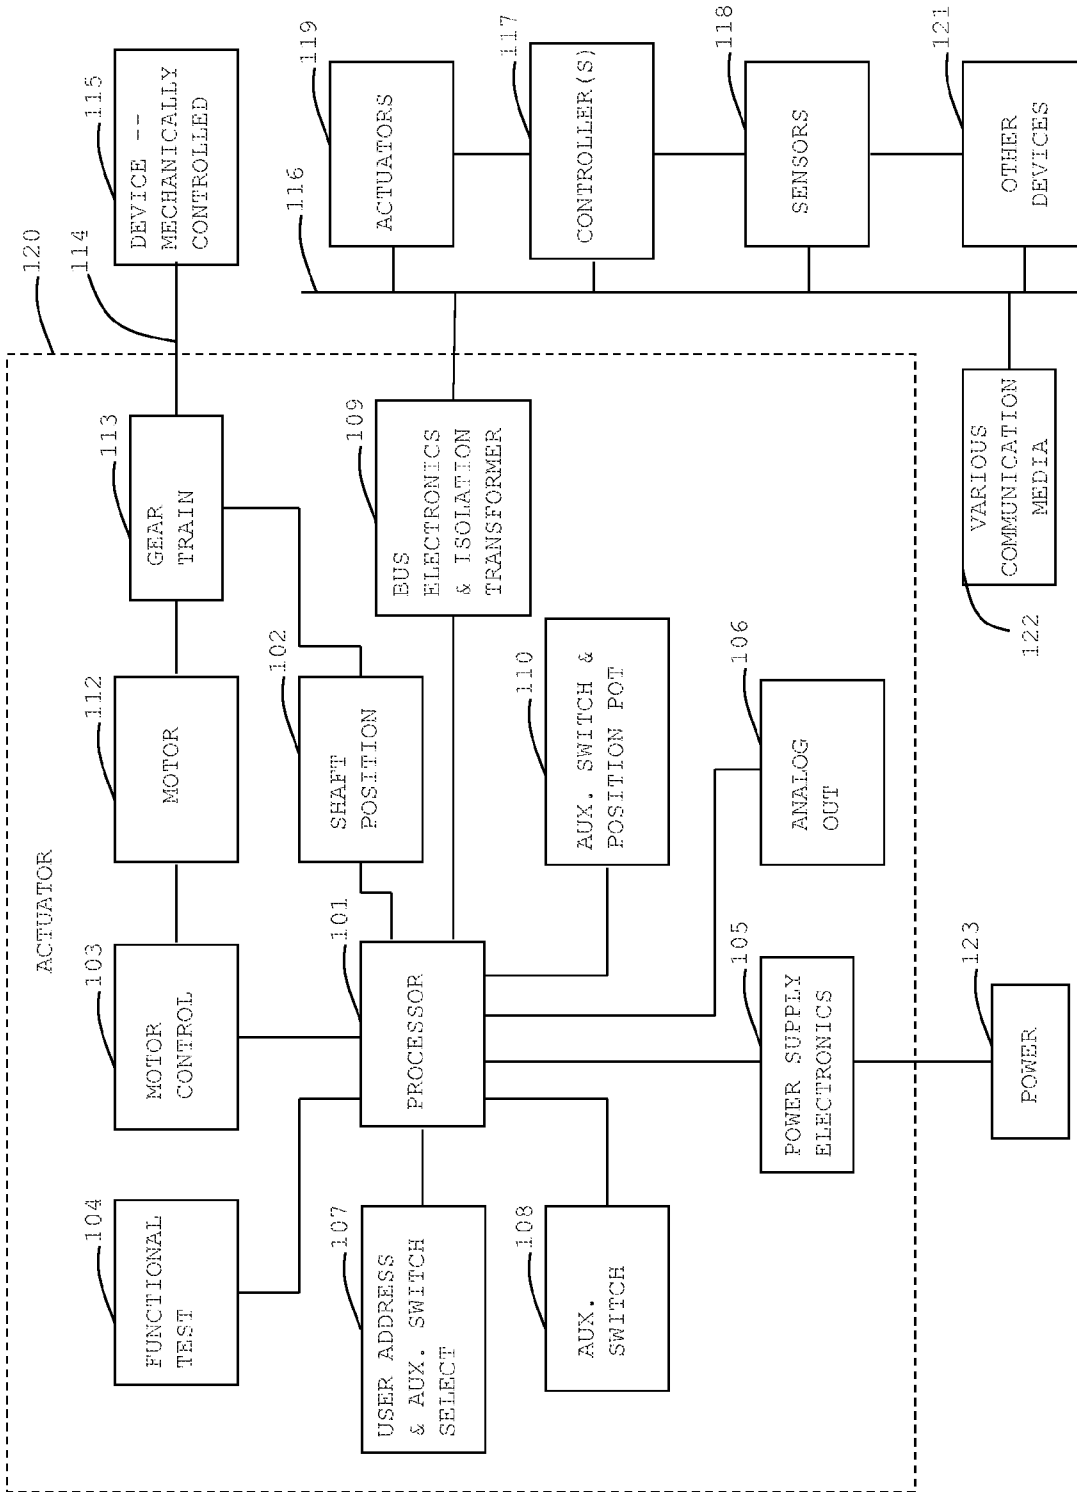 ACTUATOR
120
104
FUNCTIONAL
TEST
103
MOTOR
CONTROL
112
MOTOR
113
GEAR
TRAIN
114
115
DEVICE --
MECHANICALLY
CONTROLLED
107
USER ADDRESS
& AUX. SWITCH
SELECT
101
PROCESSOR
102
SHAFT
POSITION
109
BUS
ELECTRONICS
& ISOLATION
TRANSFORMER
116
119
ACTUATORS
117
CONTROLLER(S)
118
SENSORS
121
OTHER
DEVICES
108
AUX.
SWITCH
110
AUX. SWITCH &
POSITION POT
105
POWER SUPPLY
ELECTRONICS
106
ANALOG
OUT
123
POWER
122
VARIOUS
COMMUNICATION
MEDIA